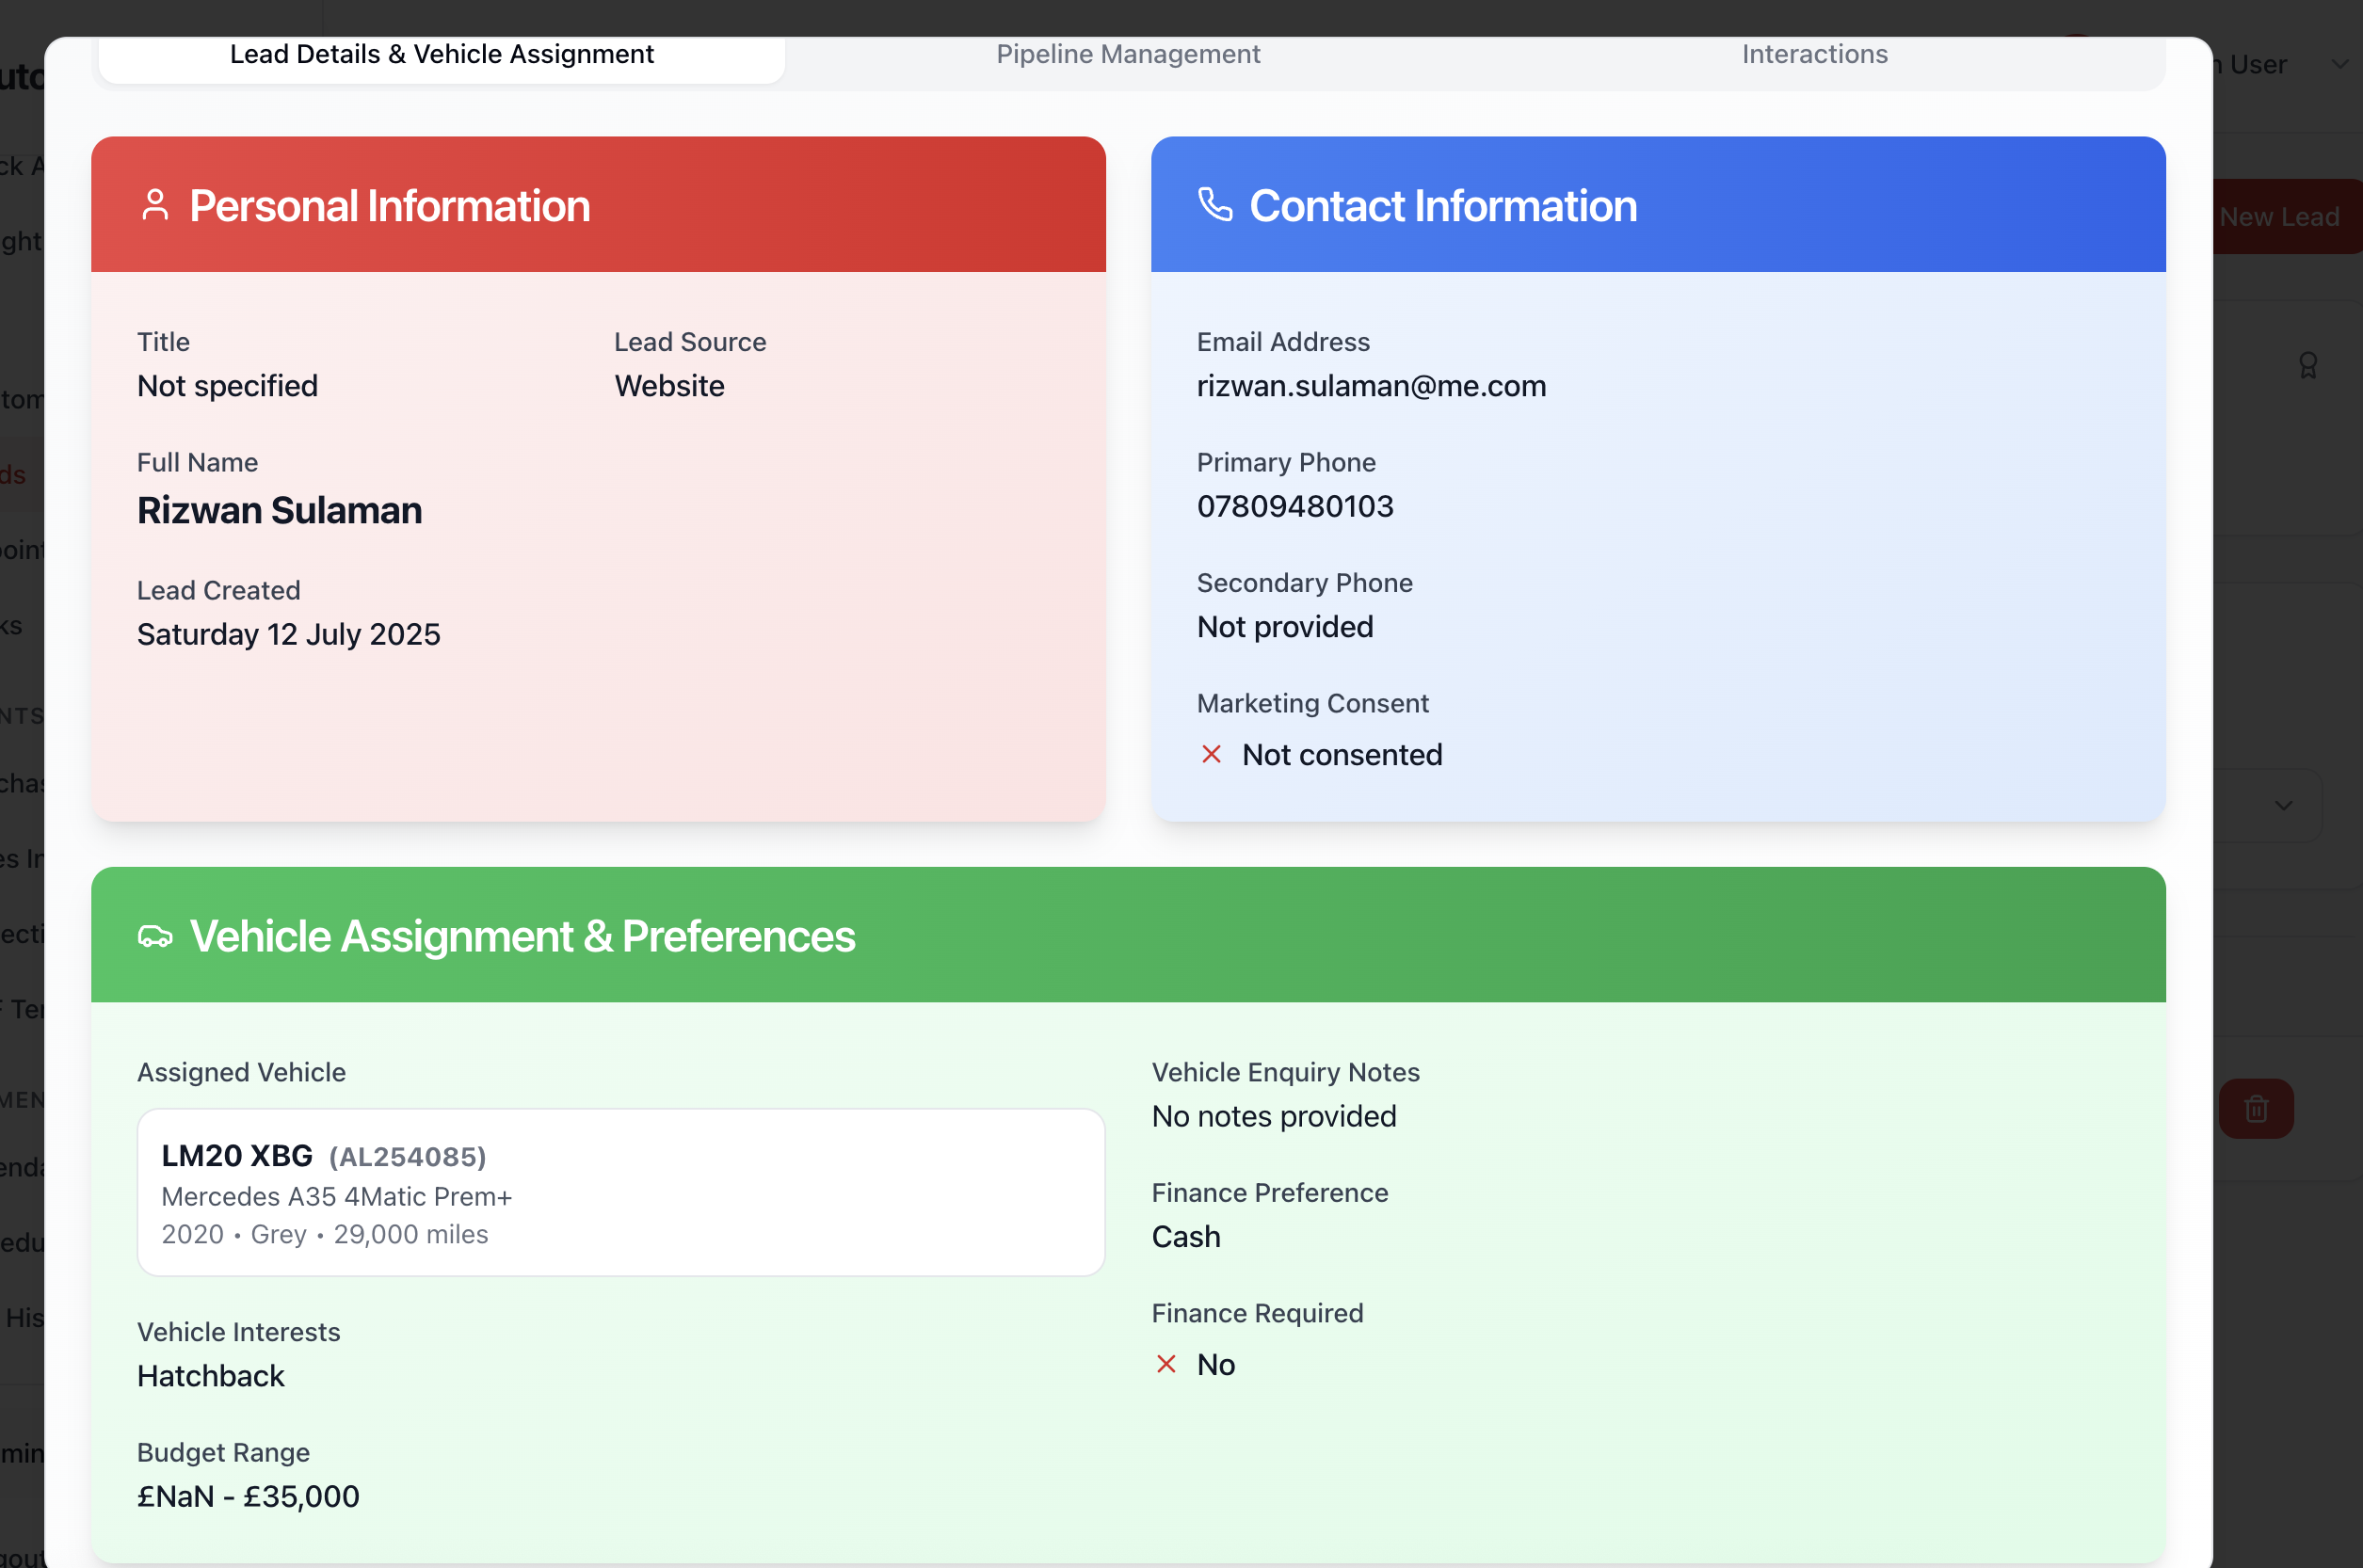 Lead Details & Vehicle Assignment
Pipeline Management
Interactions
User
New Lead
Personal Information
Title
Not specified
Lead Source
Website
Full Name
Rizwan Sulaman
Lead Created
Saturday 12 July 2025
Contact Information
Email Address
rizwan.sulaman@me.com
Primary Phone
07809480103
Secondary Phone
Not provided
Marketing Consent
Not consented
Vehicle Assignment & Preferences
Assigned Vehicle
LM20 XBG (AL254085)
Mercedes A35 4Matic Prem+
2020 • Grey • 29,000 miles
Vehicle Interests
Hatchback
Budget Range
£NaN - £35,000
Vehicle Enquiry Notes
No notes provided
Finance Preference
Cash
Finance Required
No